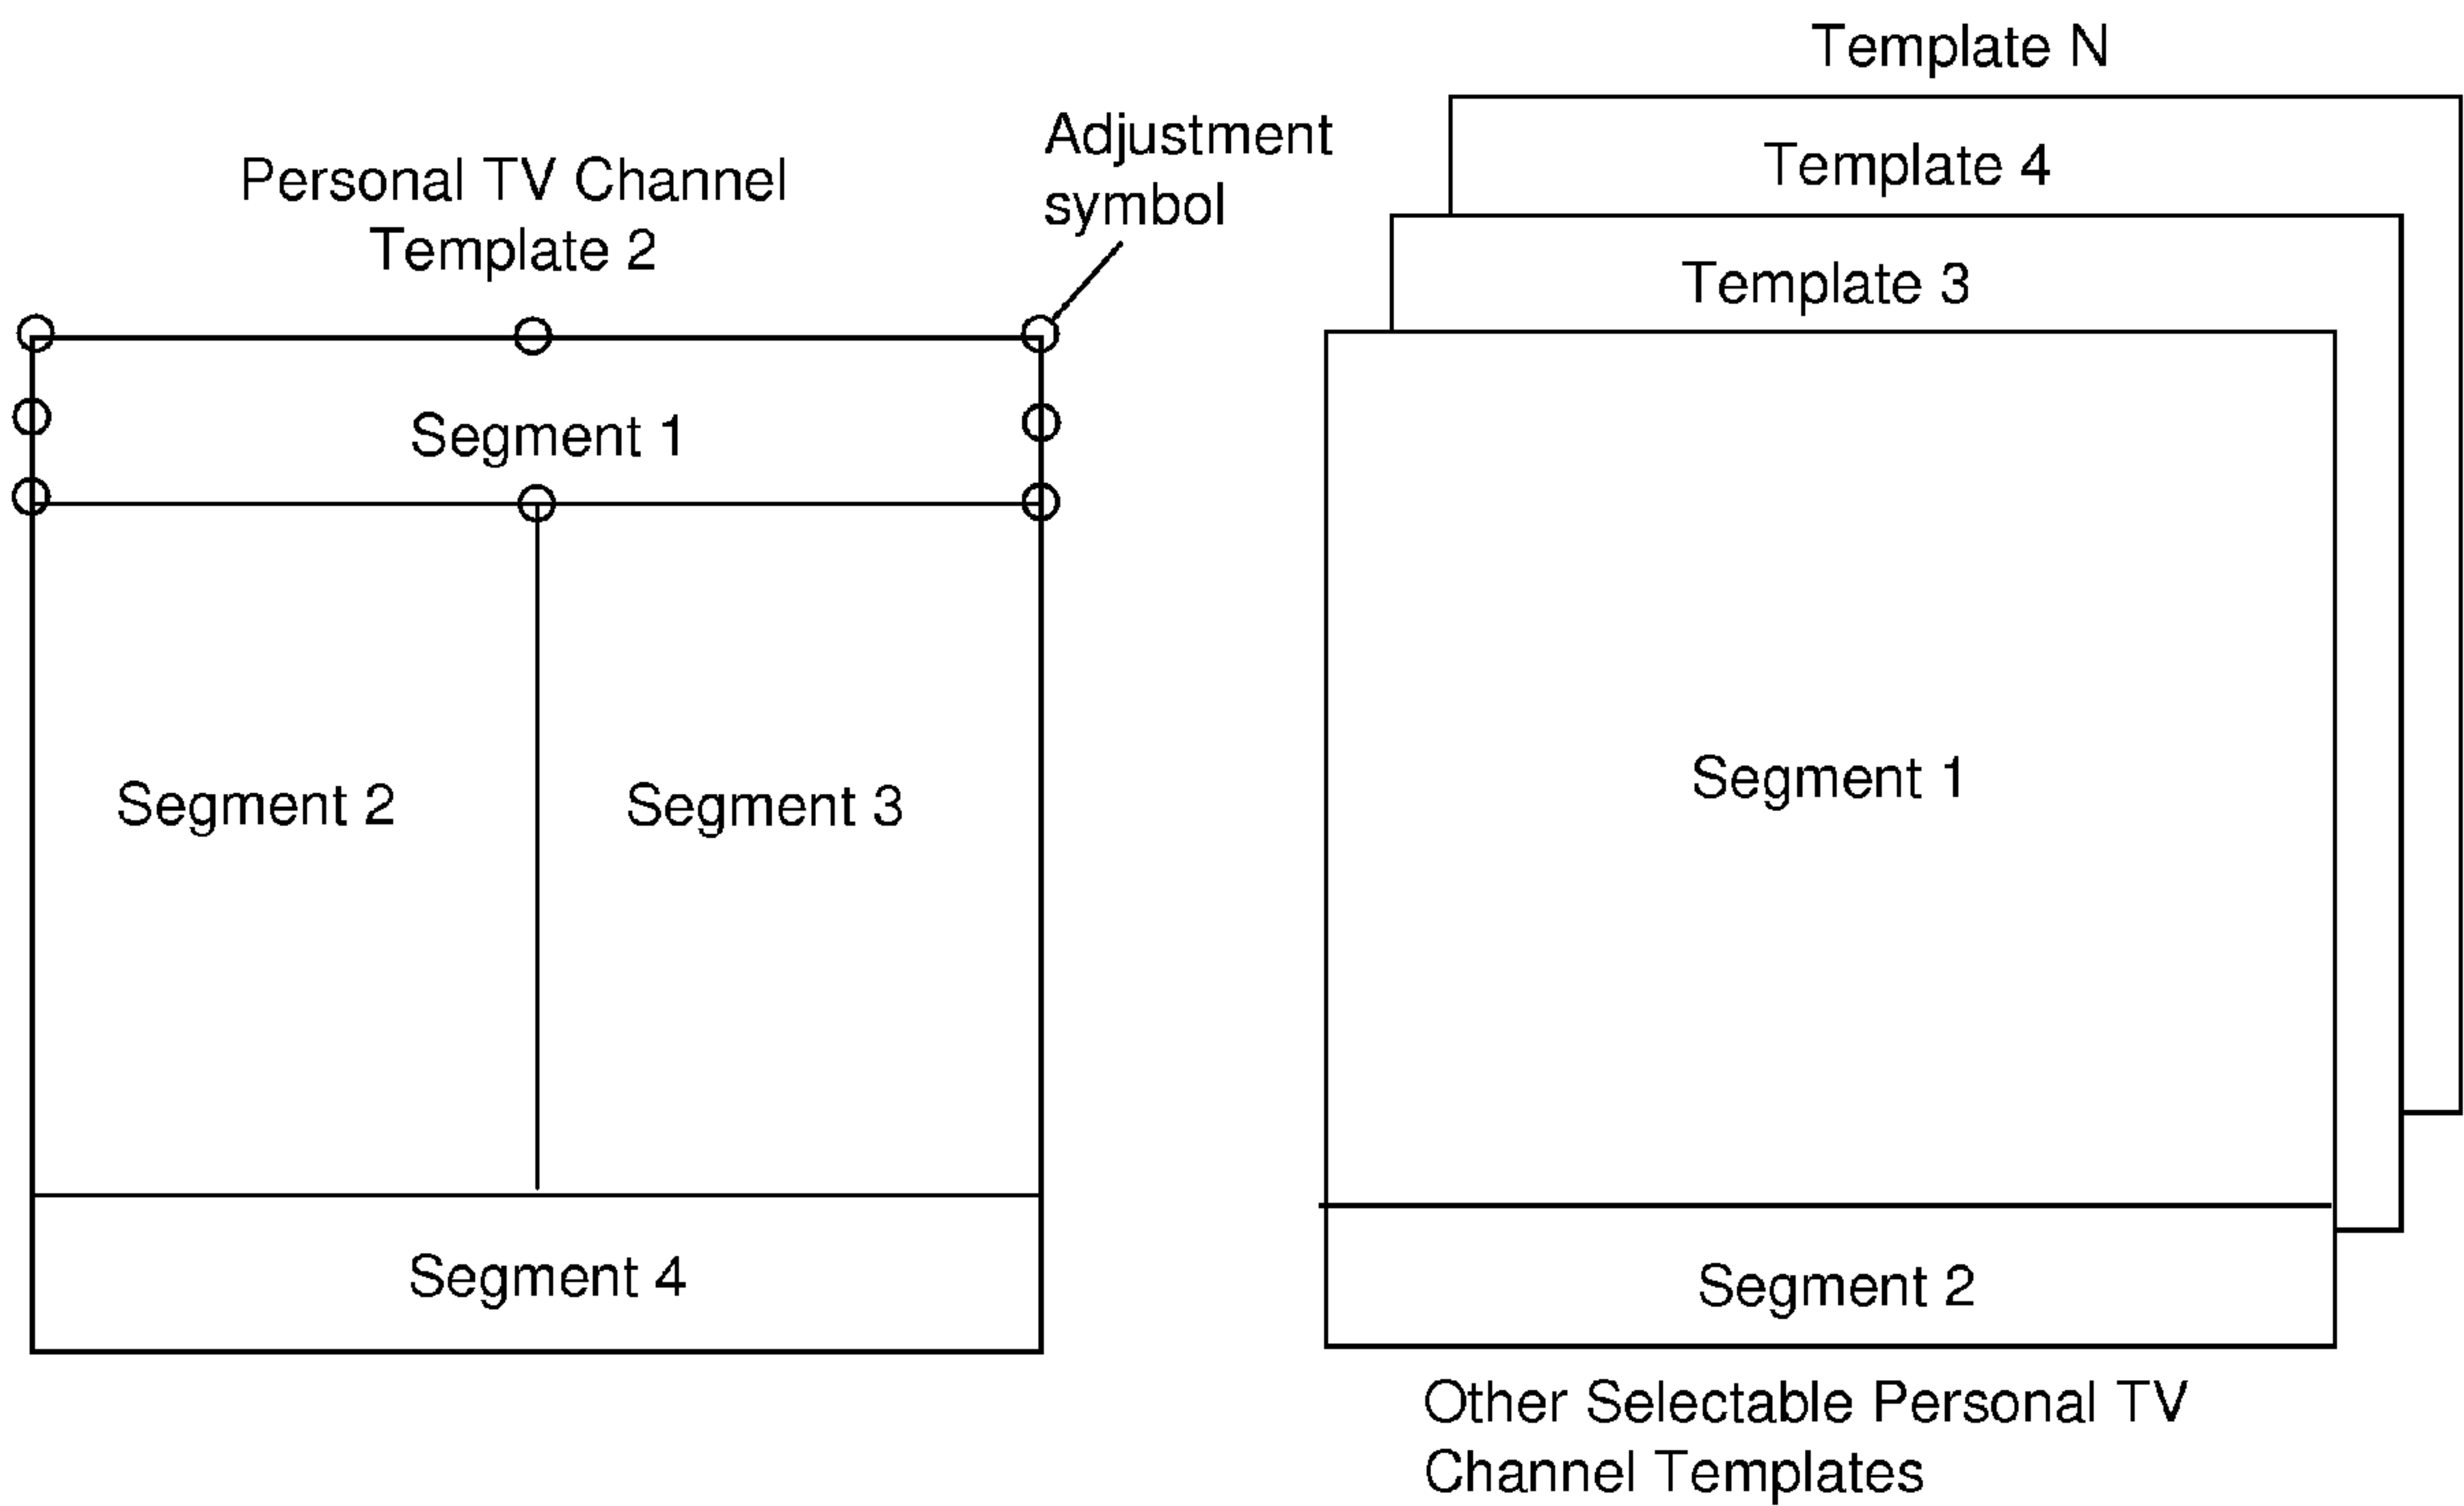 Personal TV Channel
Template 2
Adjustment
symbol
Segment 1
Segment 2
Segment 3
Segment 4
Template N
Template 4
Template 3
Segment 1
Segment 2
Other Selectable Personal TV
Channel Templates